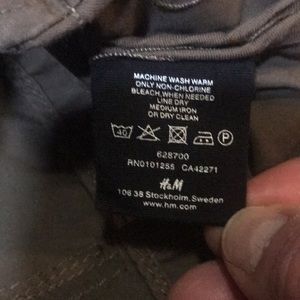 MACHINE WASH WARM
ONLY NON-CHLORINE
BLEACH, WHEN NEEDED
LINE DRY
MEDIUM IRON
OR DRY CLEAN
40 P
628700
RN0101255 CA42271
H&M
106 38 Stockholm, Sweden
www.hm.com